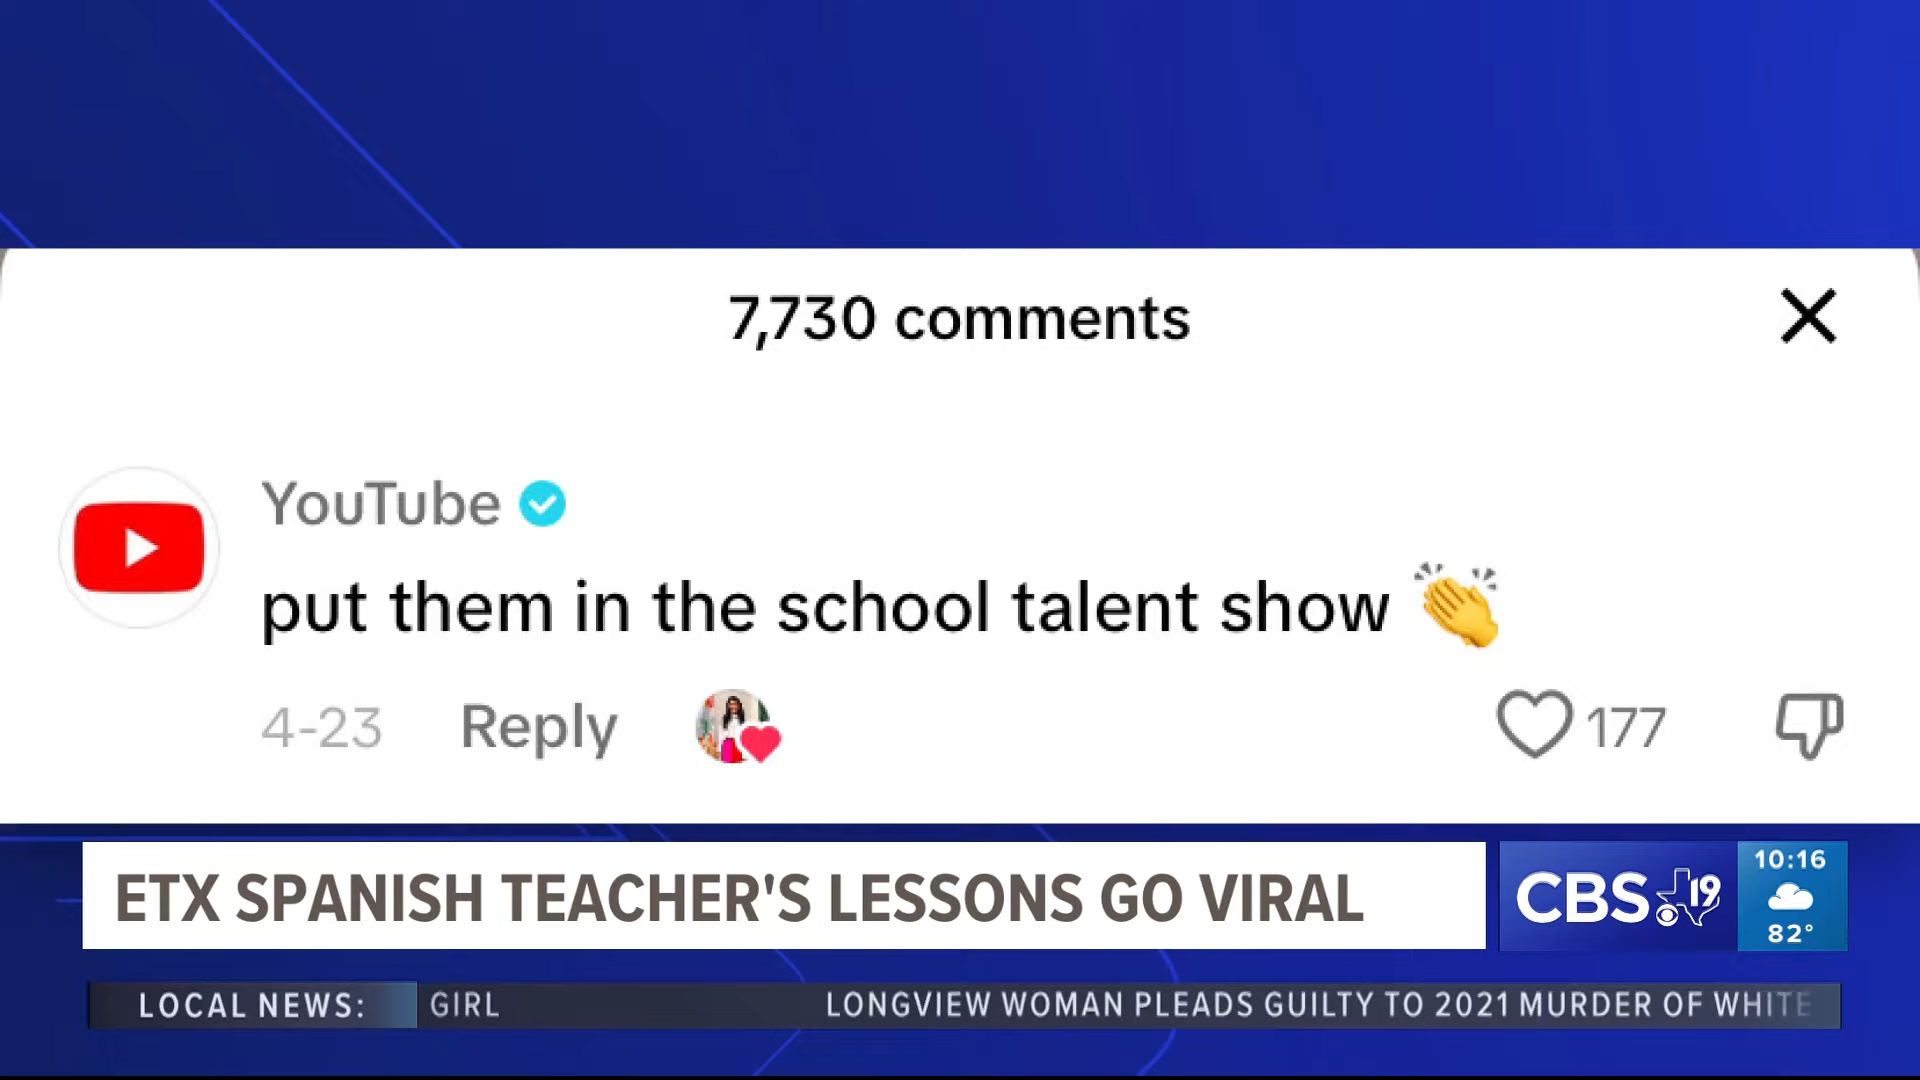 7,730 comments
YouTube
put them in the school talent show 👏
4-23 Reply 177
ETX SPANISH TEACHER'S LESSONS GO VIRAL
CBS 19
10:16
82°
LOCAL NEWS: GIRL LONGVIEW WOMAN PLEADS GUILTY TO 2021 MURDER OF WHITE